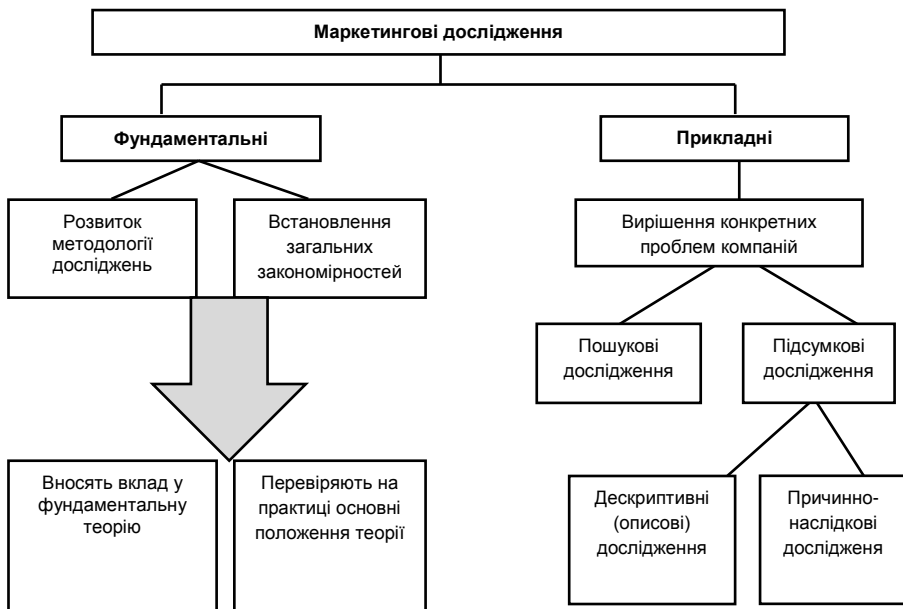 Маркетингові дослідження
Фундаментальні
Прикладні
Розвиток
методології
досліджень
Встановлення
загальних
закономірностей
Вирішення конкретних
проблем компаній
Пошукові
дослідження
Підсумкові
дослідження
Вносять вклад у
фундаментальну
теорію
Перевіряють на
практиці основні
положення теорії
Дескриптивні
(описові)
дослідження
Причинно-
наслідкові
дослідженя